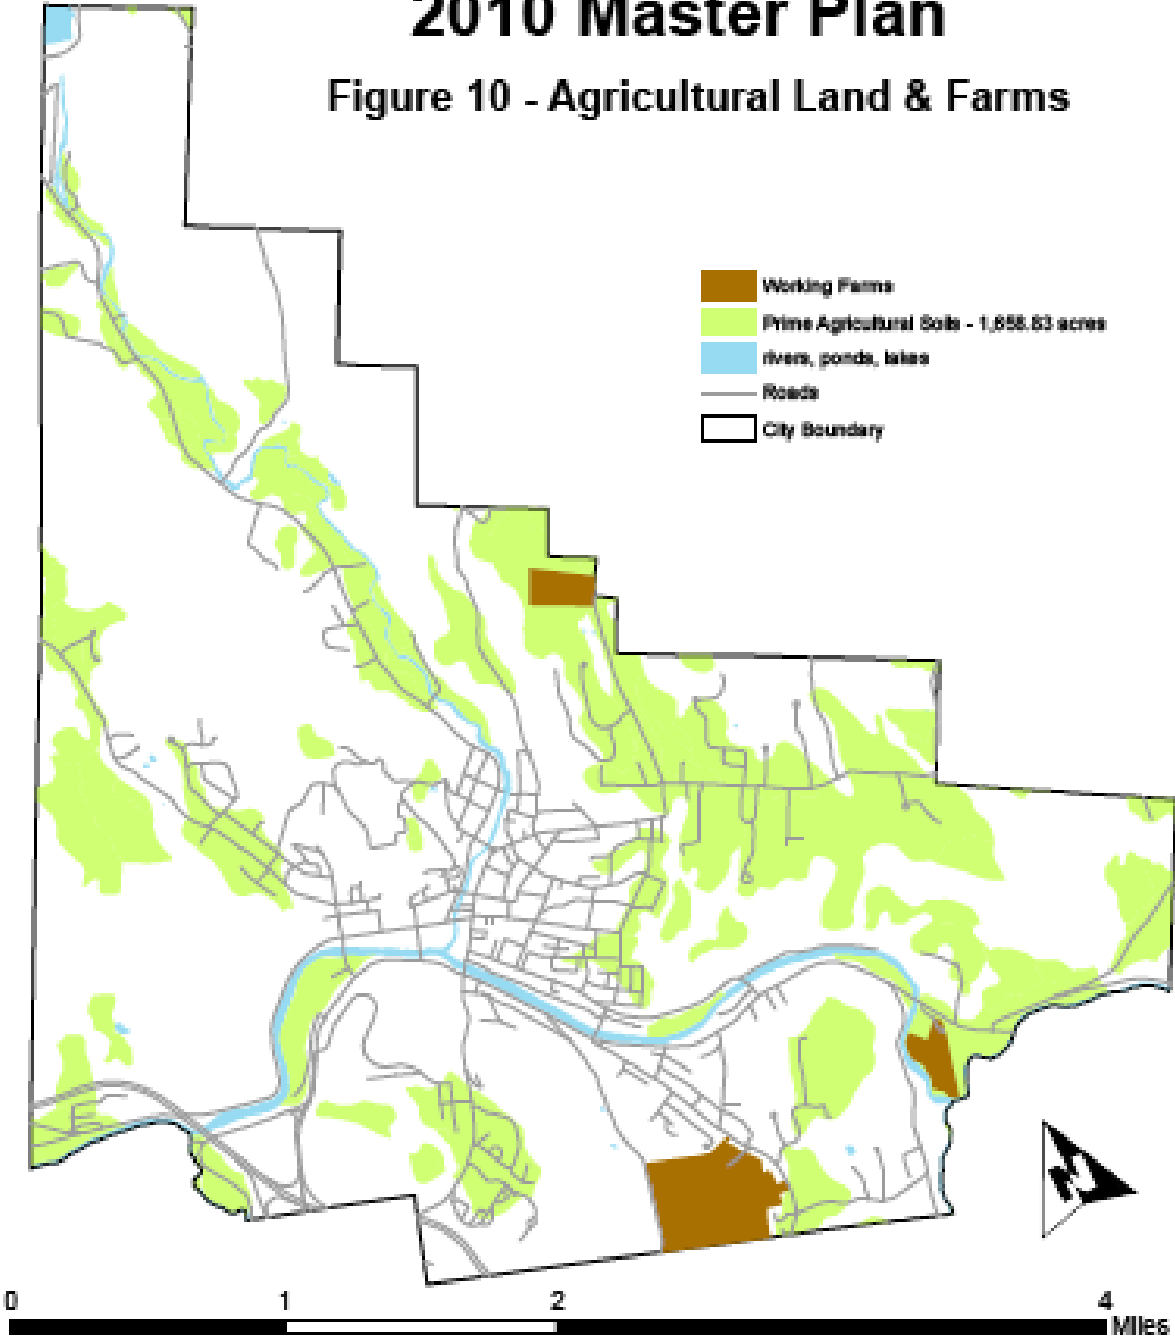 2010 Master Plan
Figure 10 - Agricultural Land & Farms
Working Farms
Prime Agricultural Soils - 1,658.83 acres
rivers, ponds, lakes
Roads
City Boundary
N
0 1 2 4
Miles